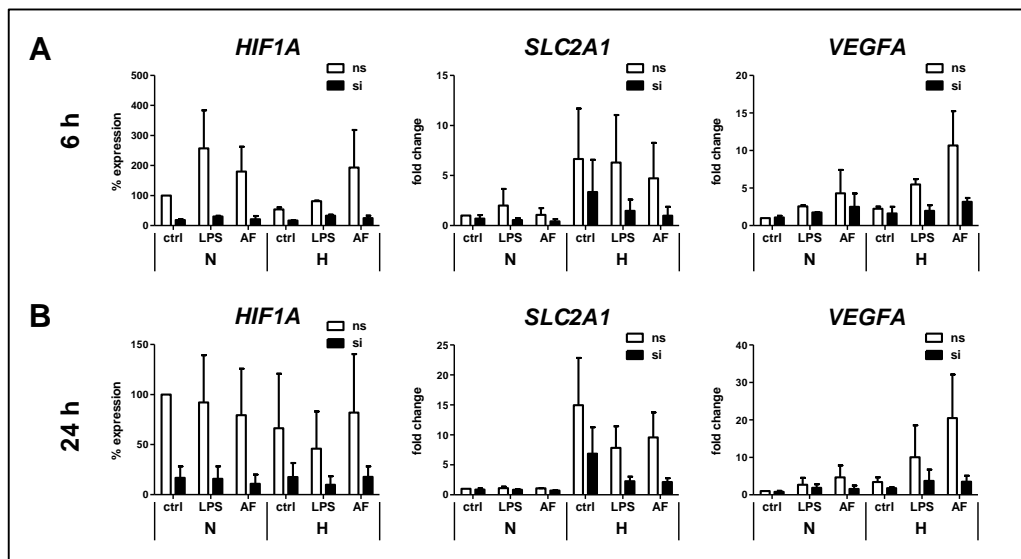 A
6 h
HIF1A
ns
si
% expression
500
400
300
200
100
0
ctrl LPS AF ctrl LPS AF
N H
SLC2A1
ns
si
fold change
15
10
5
0
ctrl LPS AF ctrl LPS AF
N H
VEGFA
ns
si
fold change
20
15
10
5
0
ctrl LPS AF ctrl LPS AF
N H
B
24 h
HIF1A
ns
si
% expression
150
100
50
0
ctrl LPS AF ctrl LPS AF
N H
SLC2A1
ns
si
fold change
25
20
15
10
5
0
ctrl LPS AF ctrl LPS AF
N H
VEGFA
ns
si
fold change
40
30
20
10
0
ctrl LPS AF ctrl LPS AF
N H